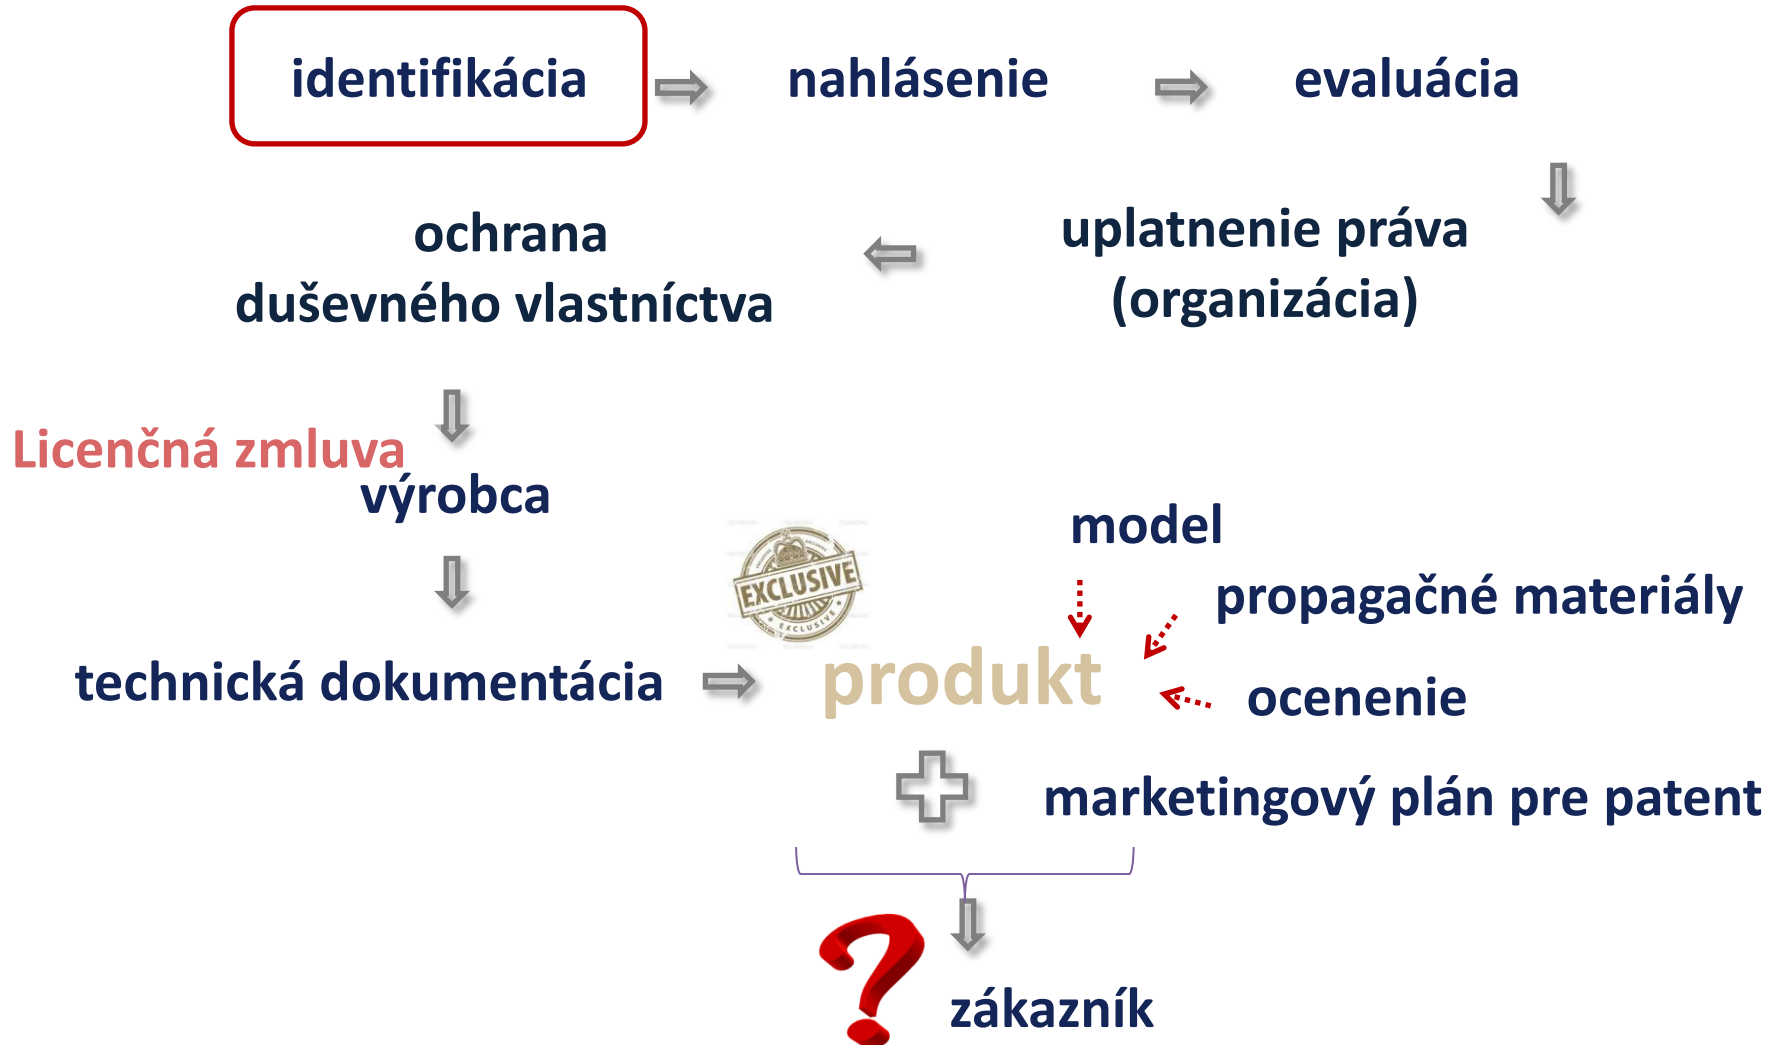 identifikácia
nahlásenie
evaluácia
ochrana
duševného vlastníctva
uplatnenie práva
(organizácia)
Licenčná zmluva
výrobca
model
EXCLUSIVE
EXCLUSIVE
propagačné materiály
technická dokumentácia
produkt
ocenenie
marketingový plán pre patent
zákazník